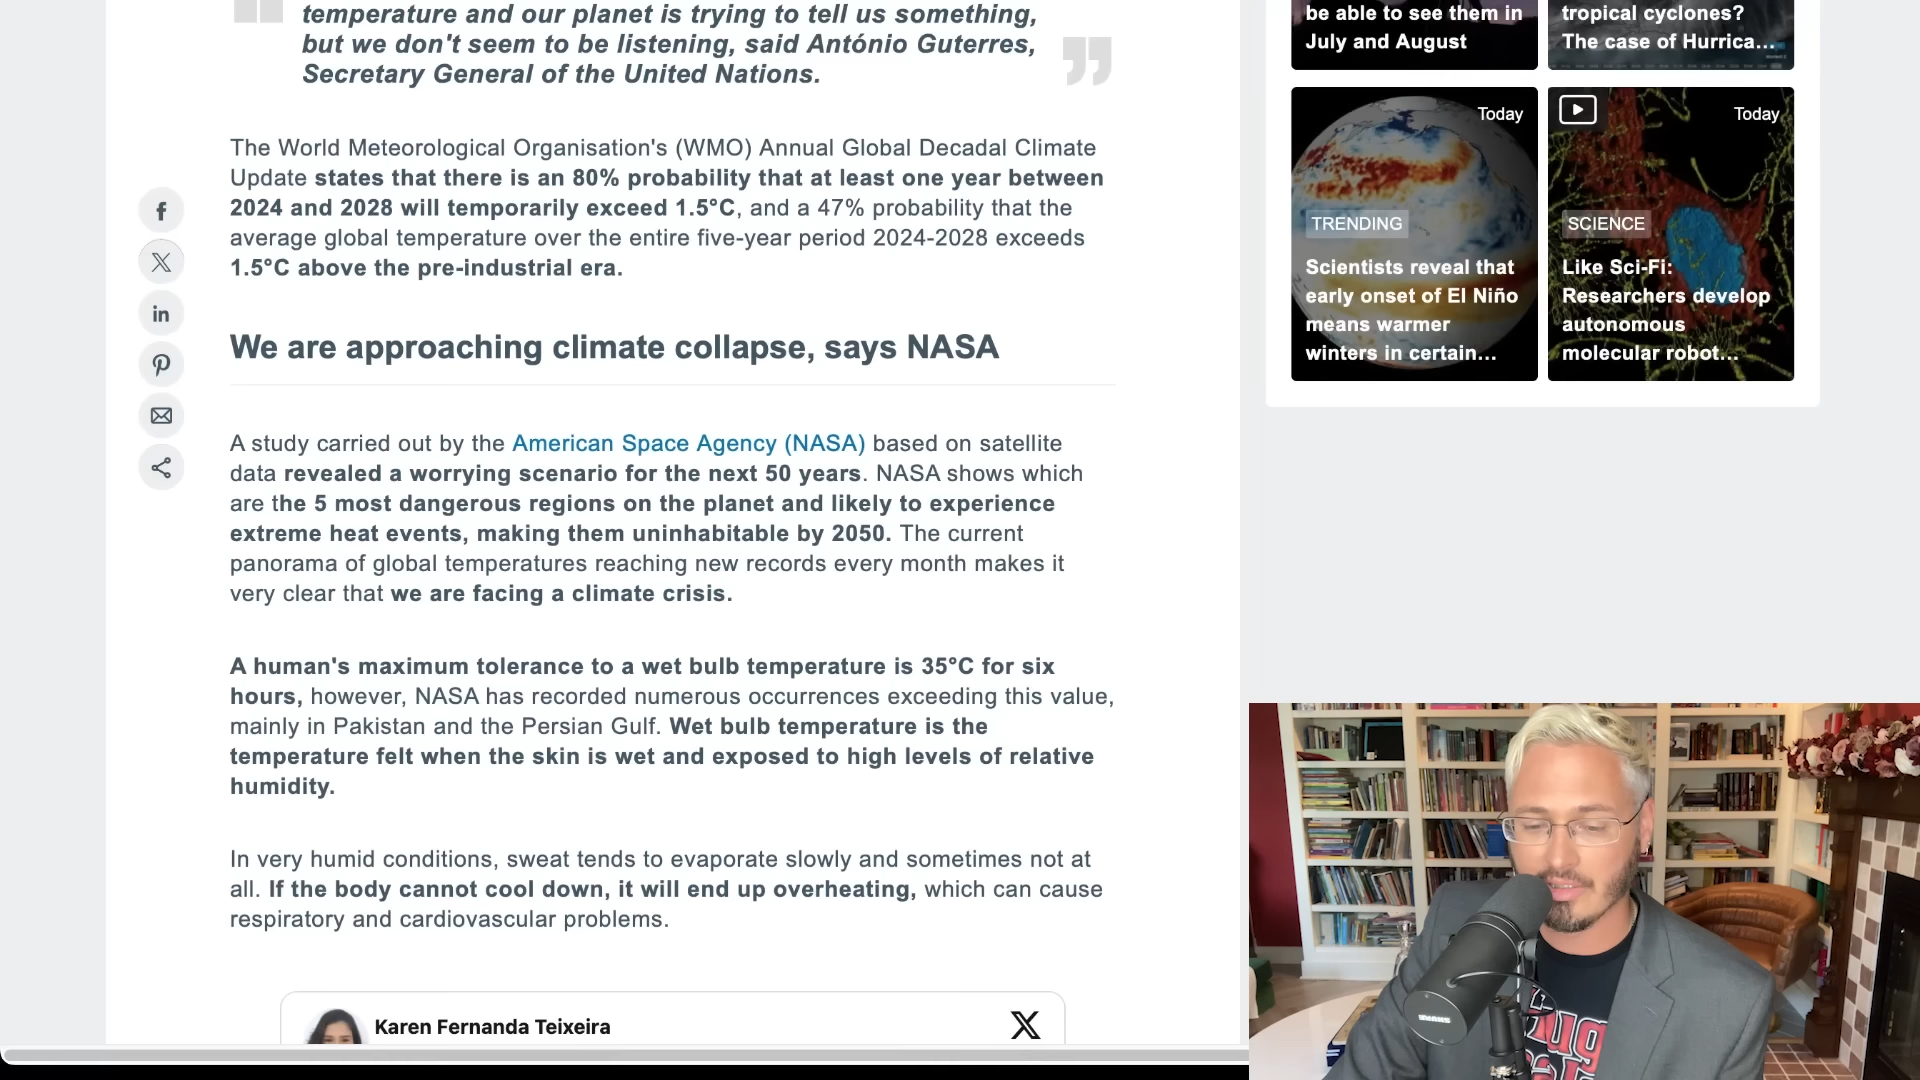 temperature and our planet is trying to tell us something,
but we don't seem to be listening, said António Guterres,
Secretary General of the United Nations.
The World Meteorological Organisation's (WMO) Annual Global Decadal Climate
Update states that there is an 80% probability that at least one year between
2024 and 2028 will temporarily exceed 1.5°C, and a 47% probability that the
average global temperature over the entire five-year period 2024-2028 exceeds
1.5°C above the pre-industrial era.
We are approaching climate collapse, says NASA
A study carried out by the American Space Agency (NASA) based on satellite
data revealed a worrying scenario for the next 50 years. NASA shows which
are the 5 most dangerous regions on the planet and likely to experience
extreme heat events, making them uninhabitable by 2050. The current
panorama of global temperatures reaching new records every month makes it
very clear that we are facing a climate crisis.
A human's maximum tolerance to a wet bulb temperature is 35°C for six
hours, however, NASA has recorded numerous occurrences exceeding this value,
mainly in Pakistan and the Persian Gulf. Wet bulb temperature is the
temperature felt when the skin is wet and exposed to high levels of relative
humidity.
In very humid conditions, sweat tends to evaporate slowly and sometimes not at
all. If the body cannot cool down, it will end up overheating, which can cause
respiratory and cardiovascular problems.
Karen Fernanda Teixeira
be able to see them in
July and August
tropical cyclones?
The case of Hurrica...
Today
TRENDING
Scientists reveal that
early onset of El Niño
means warmer
winters in certain...
Today
SCIENCE
Like Sci-Fi:
Researchers develop
autonomous
molecular robot...